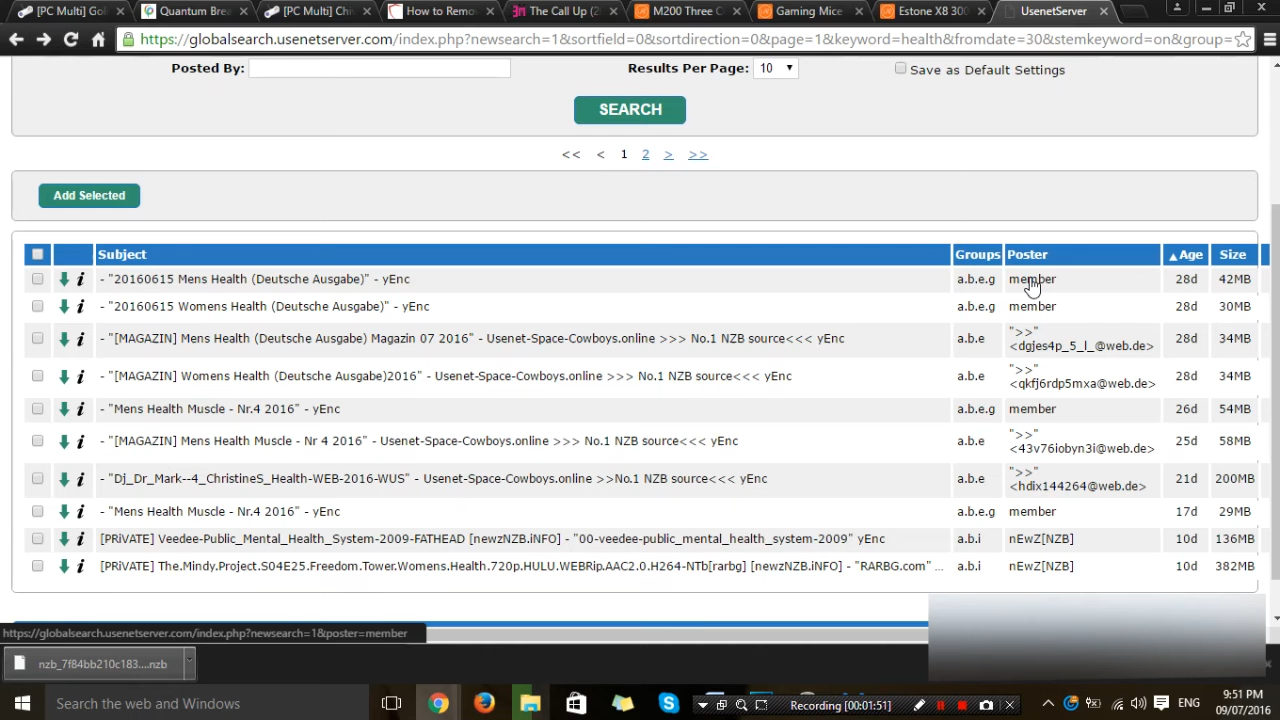 [PC Multi] Gol
Quantum Brea
[PC Multi] Chi
How to Remo
The Call Up (2
M200 Three C
Gaming Mice
Estone X8 300
UsenetServer
https://globalsearch.usenetserver.com/index.php?newsearch=1&sortfield=0&sortdirection=0&page=1&keyword=health&fromdate=30&stemkeyword=on&group=
Posted By:
Results Per Page: 10
Save as Default Settings
SEARCH
<< < 1 2 > >>
Add Selected
Subject Groups Poster Age Size
- "20160615 Mens Health (Deutsche Ausgabe)" - yEnc a.b.e.g member 28d 42MB
- "20160615 Womens Health (Deutsche Ausgabe)" - yEnc a.b.e.g member 28d 30MB
- "[MAGAZIN] Mens Health (Deutsche Ausgabe) Magazin 07 2016" - Usenet-Space-Cowboys.online >>> No.1 NZB source<<< yEnc a.b.e ">>" <dgjes4p_5_l_@web.de> 28d 34MB
- "[MAGAZIN] Womens Health (Deutsche Ausgabe)2016" - Usenet-Space-Cowboys.online >>> No.1 NZB source<<< yEnc a.b.e ">>" <qkfj6rdp5mxa@web.de> 28d 34MB
- "Mens Health Muscle - Nr.4 2016" - yEnc a.b.e.g member 26d 54MB
- "[MAGAZIN] Mens Health Muscle - Nr 4 2016" - Usenet-Space-Cowboys.online >>> No.1 NZB source<<< yEnc a.b.e ">>" <43v76iobyn3i@web.de> 25d 58MB
- "Dj_Dr_Mark--4_ChristineS_Health-WEB-2016-WUS" - Usenet-Space-Cowboys.online >>No.1 NZB source<<< yEnc a.b.e ">>" <hdix144264@web.de> 21d 200MB
- "Mens Health Muscle - Nr.4 2016" - yEnc a.b.e.g member 17d 29MB
[PRiVATE] Veedee-Public_Mental_Health_System-2009-FATHEAD [newzNZB.iNFO] - "00-veedee-public_mental_health_system-2009" yEnc a.b.i nEwZ[NZB] 10d 136MB
[PRiVATE] The.Mindy.Project.S04E25.Freedom.Tower.Womens.Health.720p.HULU.WEBRip.AAC2.0.H264-NTb[rarbg] [newzNZB.iNFO] - "RARBG.com" ... a.b.i nEwZ[NZB] 10d 382MB
https://globalsearch.usenetserver.com/index.php?newsearch=1&poster=member
nzb_7f84bb210c183....nzb
Search the web and Windows
Recording [00:01:51]
ENG
9:51 PM
09/07/2016